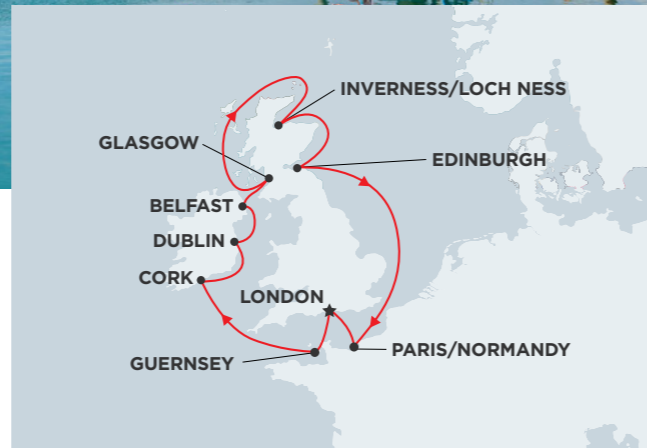 INVERNESS/LOCH NESS
GLASGOW
EDINBURGH
BELFAST
DUBLIN
CORK
LONDON
GUERNSEY
PARIS/NORMANDY